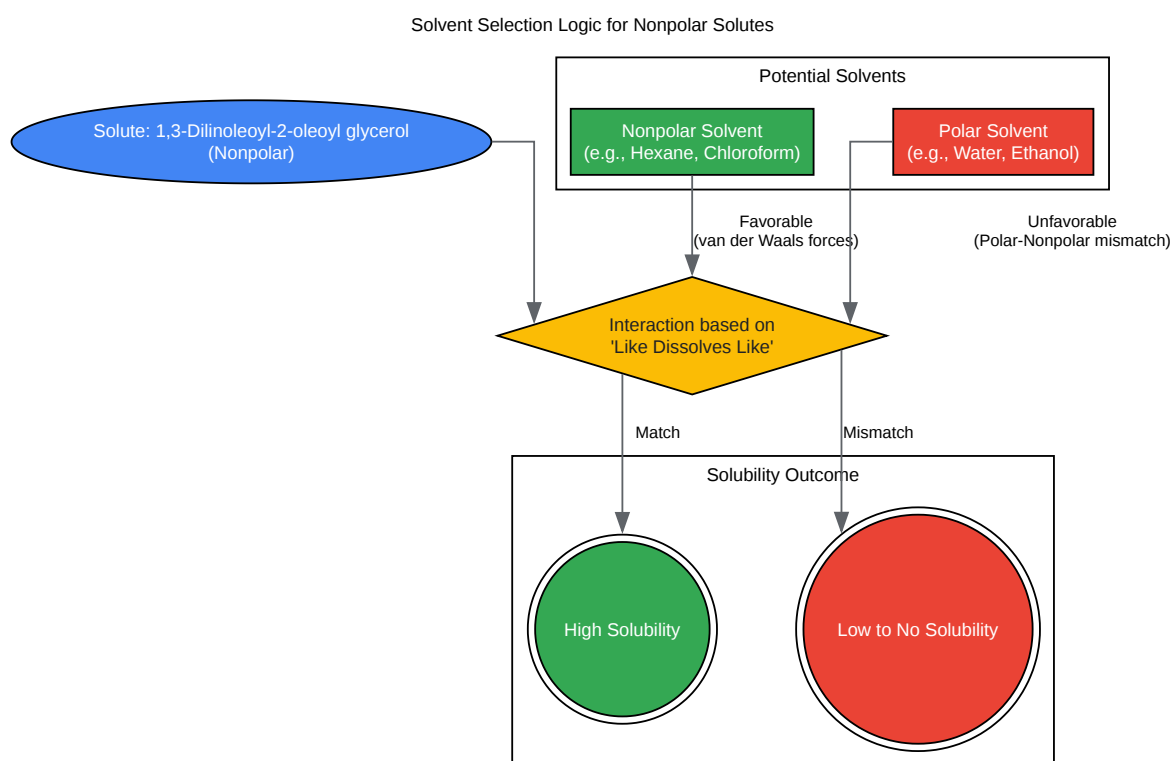 Solvent Selection Logic for Nonpolar Solutes
Potential Solvents
Solute: 1,3-Dilinoleoyl-2-oleoyl glycerol
(Nonpolar)
Nonpolar Solvent
(e.g., Hexane, Chloroform)
Polar Solvent
(e.g., Water, Ethanol)
Favorable
(van der Waals forces)
Unfavorable
(Polar-Nonpolar mismatch)
Interaction based on
'Like Dissolves Like'
Match
Mismatch
Solubility Outcome
High Solubility
Low to No Solubility